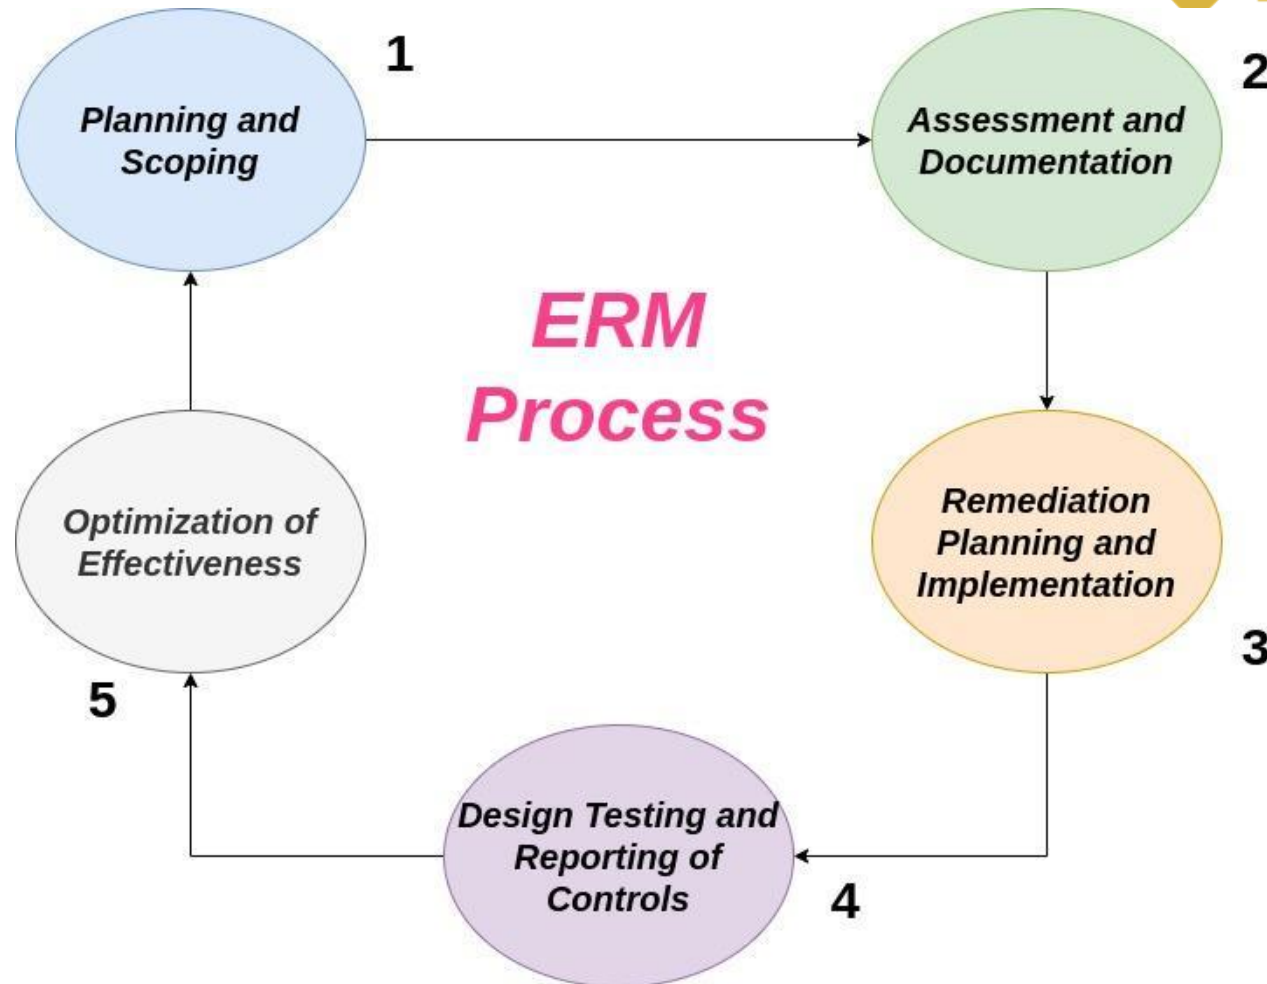 1
Planning and
Scoping
2
Assessment and
Documentation
ERM
Process
Remediation
Planning and
Implementation
3
Optimization of
Effectiveness
5
Design Testing and
Reporting of
Controls
4